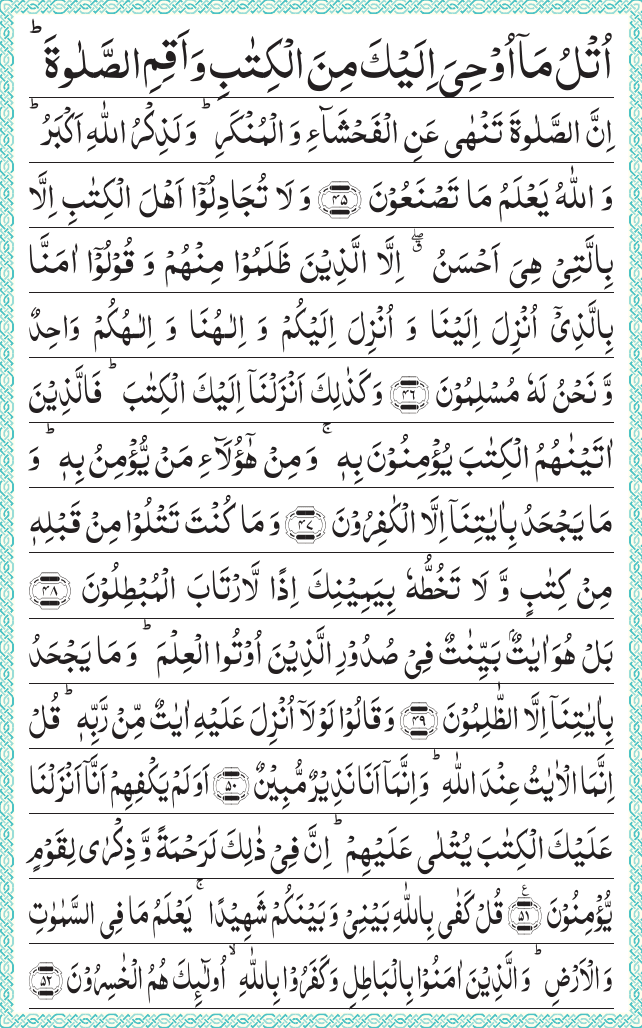 اُتۡلُ مَاۤ اُوۡحِىَ اِلَيۡكَ مِنَ الۡكِتٰبِ وَاَقِمِ الصَّلٰوةَ ‌ؕ
اِنَّ الصَّلٰوةَ تَنۡهٰى عَنِ الۡفَحۡشَآءِ وَالۡمُنۡكَرِ‌ؕ وَلَذِكۡرُ اللّٰهِ اَكۡبَرُ ‌ؕ
وَاللّٰهُ يَعۡلَمُ مَا تَصۡنَعُوۡنَ ‏﴿۴۵﴾‏ وَلَا تُجَادِلُوۡۤا اَهۡلَ الۡكِتٰبِ اِلَّا
بِالَّتِىۡ هِىَ اَحۡسَنُ ‌ۖ  ۗ اِلَّا الَّذِيۡنَ ظَلَمُوۡا مِنۡهُمۡ‌ وَقُوۡلُوۡۤا اٰمَنَّا
بِالَّذِىۡۤ اُنۡزِلَ اِلَيۡنَا وَاُنۡزِلَ اِلَيۡكُمۡ وَاِلٰهُنَا وَاِلٰهُكُمۡ وَاحِدٌ
وَّنَحۡنُ لَهٗ مُسۡلِمُوۡنَ ‏﴿۴۶﴾‏ وَكَذٰلِكَ اَنۡزَلۡنَاۤ اِلَيۡكَ الۡكِتٰبَ‌ؕ فَالَّذِيۡنَ
اٰتَيۡنٰهُمُ الۡكِتٰبَ يُؤۡمِنُوۡنَ بِهٖ‌ۚ وَمِنۡ هٰٓؤُلَاۤءِ مَنۡ يُّؤۡمِنُ بِهٖ‌ؕ وَ
مَا يَجۡحَدُ بِاٰيٰتِنَاۤ اِلَّا الۡكٰفِرُوۡنَ ‏﴿۴۷﴾‏ وَمَا كُنۡتَ تَتۡلُوۡا مِنۡ قَبۡلِهٖ
مِنۡ كِتٰبٍ وَّلَا تَخُطُّهٗ بِيَمِيۡنِكَ‌ اِذًا لَّارۡتَابَ الۡمُبۡطِلُوۡنَ ‏﴿۴۸﴾‏
بَلۡ هُوَ اٰيٰتٌۢ بَيِّنٰتٌ فِىۡ صُدُوۡرِ الَّذِيۡنَ اُوۡتُوا الۡعِلۡمَ‌ؕ وَمَا يَجۡحَدُ
بِاٰيٰتِنَاۤ اِلَّا الظّٰلِمُوۡنَ ‏﴿۴۹﴾‏ وَقَالُوۡا لَوۡلَاۤ اُنۡزِلَ عَلَيۡهِ اٰيٰتٌ مِّنۡ رَّبِّهٖ‌ؕ قُلۡ
اِنَّمَا الۡاٰيٰتُ عِنۡدَ اللّٰهِ ؕ وَاِنَّمَاۤ اَنَا نَذِيۡرٌ مُّبِيۡنٌ ‏﴿۵۰﴾‏ اَوَلَمۡ يَكۡفِهِمۡ اَنَّاۤ اَنۡزَلۡنَا
عَلَيۡكَ الۡكِتٰبَ يُتۡلٰى عَلَيۡهِمۡ‌ؕ اِنَّ فِىۡ ذٰلِكَ لَرَحۡمَةً وَّذِكۡرٰى لِقَوۡمٍ
يُّؤۡمِنُوۡنَ ‏﴿۵۱﴾‏ ع قُلۡ كَفٰى بِاللّٰهِ بَيۡنِىۡ وَبَيۡنَكُمۡ شَهِيۡدًا ‌ۚ يَعۡلَمُ مَا فِى السَّمٰوٰتِ
وَالۡاَرۡضِ‌ؕ وَالَّذِيۡنَ اٰمَنُوۡا بِالۡبَاطِلِ وَكَفَرُوۡا بِاللّٰهِ ۙ اُولٰٓٮِٕكَ هُمُ الۡخٰسِرُوۡنَ‏ ﴿۵۲﴾‏